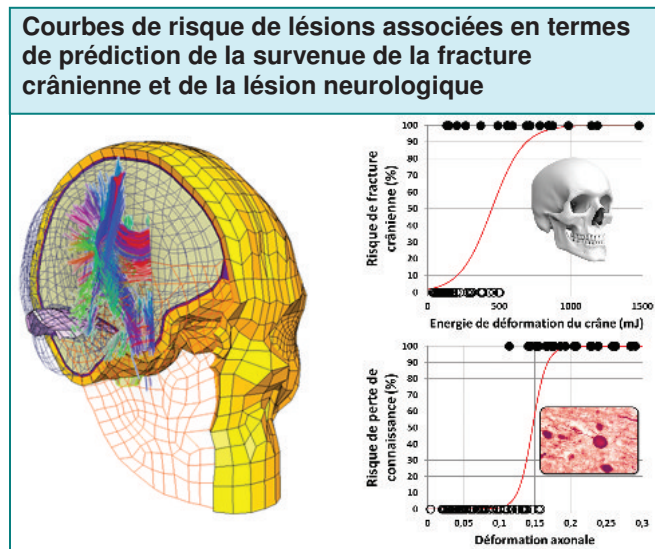 Courbes de risque de lésions associées en termes
de prédiction de la survenue de la fracture
crânienne et de la lésion neurologique
Risque de fracture
crânienne (%)
100
90
80
70
60
50
40
30
20
10
0
0 500 1000 1500
Energie de déformation du crâne (mJ)
Risque de perte de
connaissance (%)
100
90
80
70
60
50
40
30
20
10
0
0 0,05 0,1 0,15 0,2 0,25 0,3
Déformation axonale